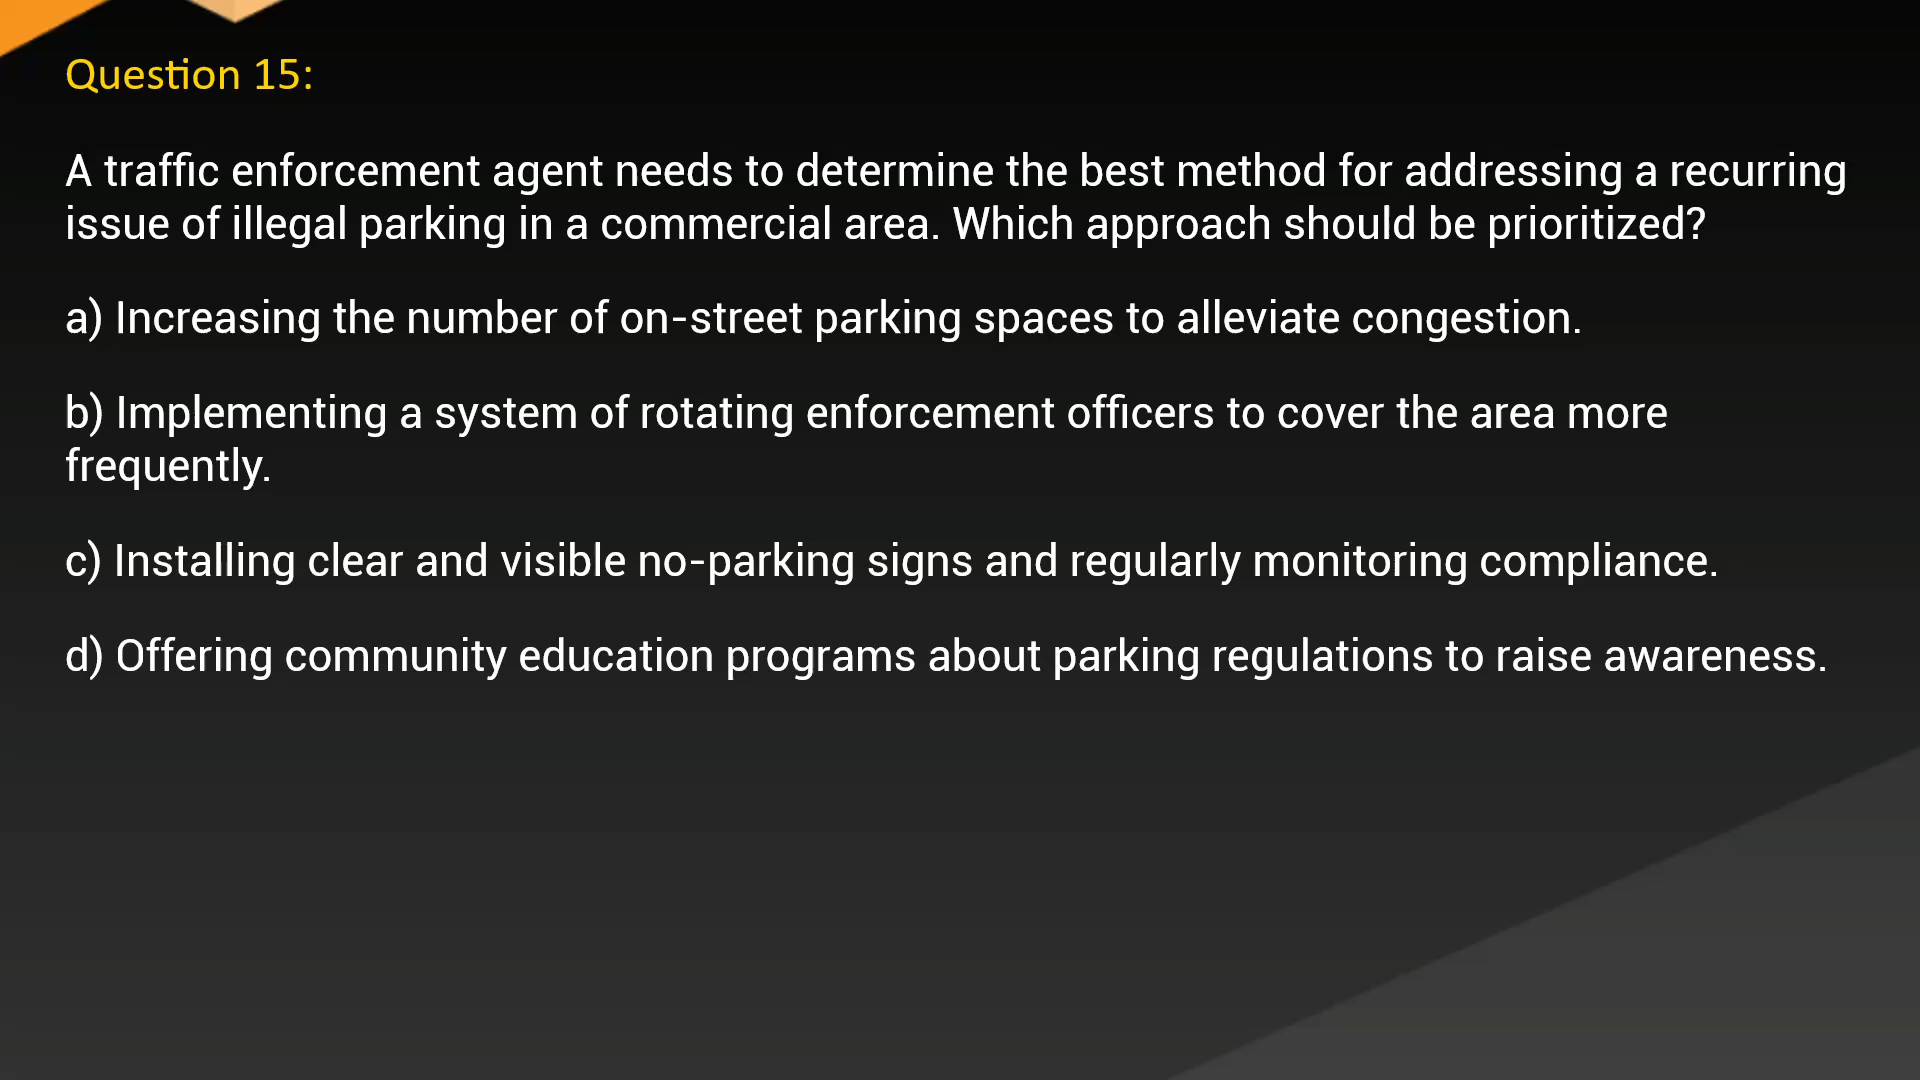 Question 15:
A traffic enforcement agent needs to determine the best method for addressing a recurring
issue of illegal parking in a commercial area. Which approach should be prioritized?
a) Increasing the number of on-street parking spaces to alleviate congestion.
b) Implementing a system of rotating enforcement officers to cover the area more
frequently.
c) Installing clear and visible no-parking signs and regularly monitoring compliance.
d) Offering community education programs about parking regulations to raise awareness.